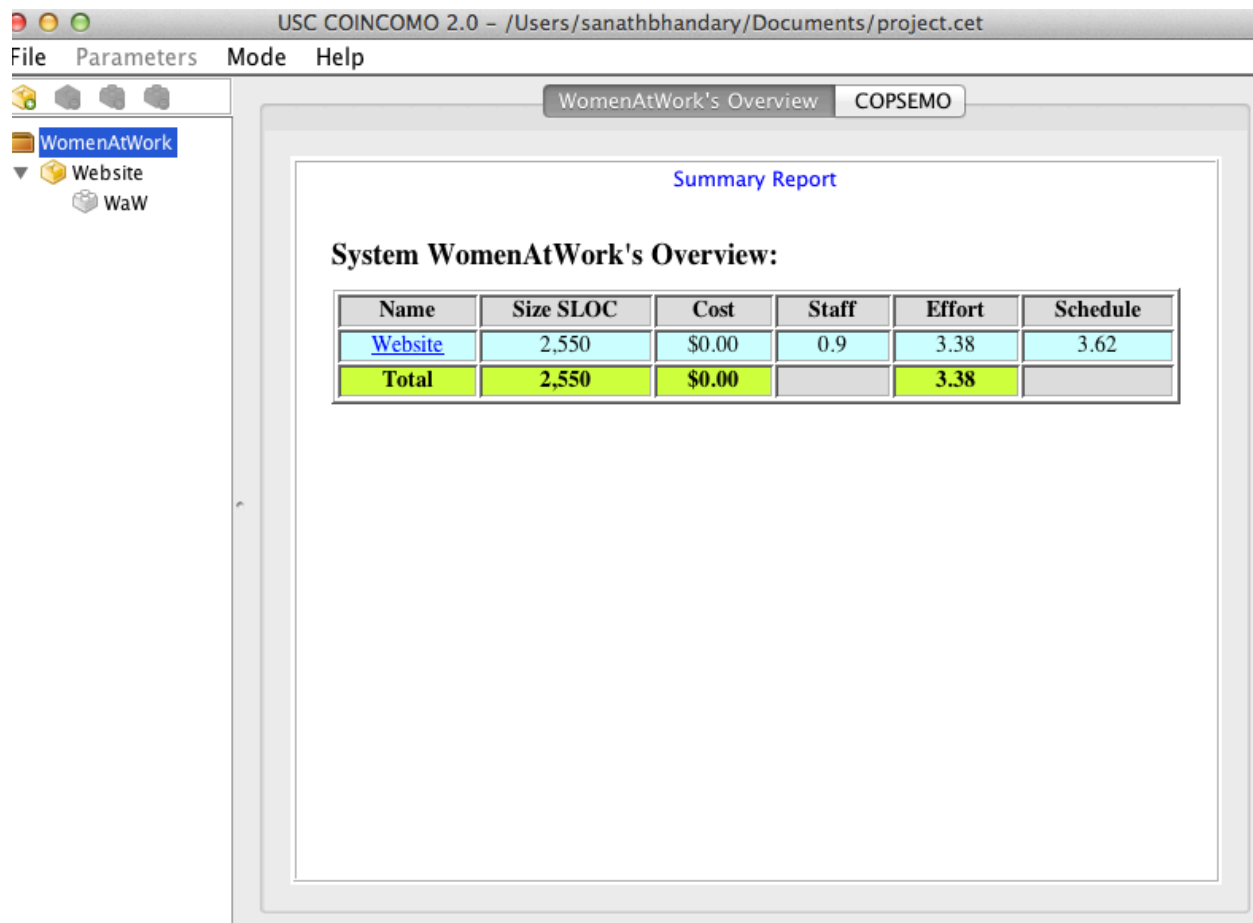 USC COINCOMO 2.0 – /Users/sanathbhandary/Documents/project.cet
File Parameters Mode Help
WomenAtWork's Overview COPSEMO
WomenAtWork
Website
WaW
Summary Report
System WomenAtWork's Overview:
Name Size SLOC Cost Staff Effort Schedule
Website 2,550 $0.00 0.9 3.38 3.62
Total 2,550 $0.00 3.38